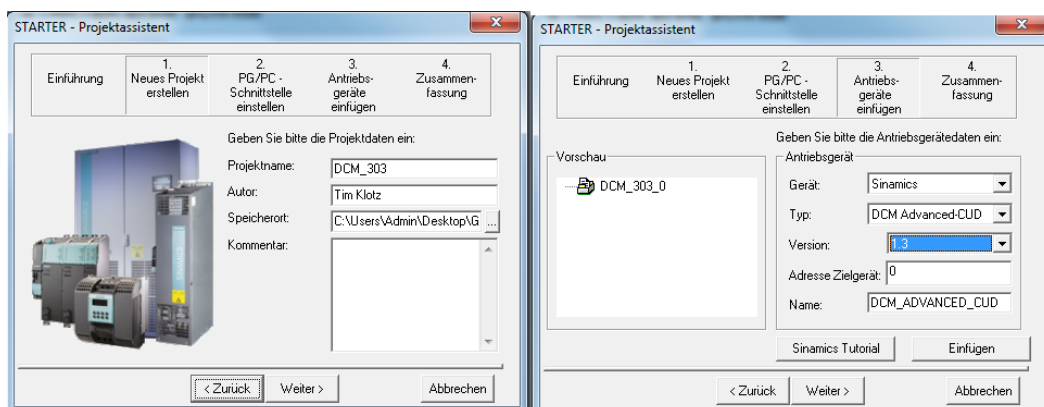 STARTER - Projektassistent
Einführung
1.
Neues Projekt
erstellen
2.
PG/PC -
Schnittstelle
einstellen
3.
Antriebs-
geräte
einfügen
4.
Zusammen-
fassung
Geben Sie bitte die Projektdaten ein:
Projektname:
DCM_303
Autor:
Tim Klotz
Speicherort:
C:\Users\Admin\Desktop\G
...
Kommentar:
< Zurück
Weiter >
Abbrechen
STARTER - Projektassistent
Einführung
1.
Neues Projekt
erstellen
2.
PG/PC -
Schnittstelle
einstellen
3.
Antriebs-
geräte
einfügen
4.
Zusammen-
fassung
Geben Sie bitte die Antriebsgerätedaten ein:
Vorschau
DCM_303_0
Antriebsgerät
Gerät:
Sinamics
Typ:
DCM Advanced-CUD
Version:
1.3
Adresse Zielgerät:
0
Name:
DCM_ADVANCED_CUD
Sinamics Tutorial
Einfügen
< Zurück
Weiter >
Abbrechen